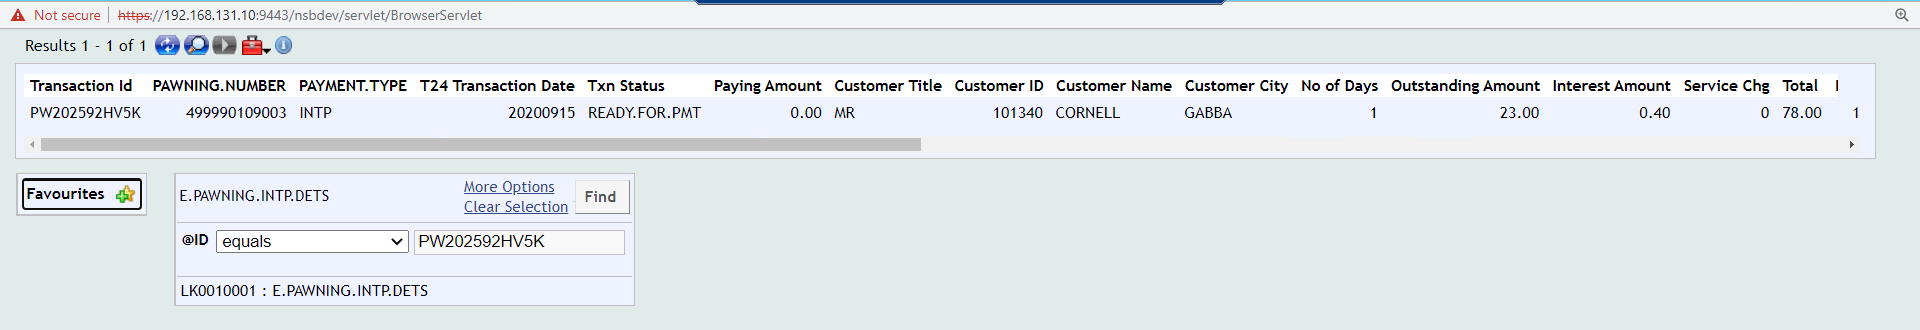 Not secure https://192.168.131.10:9443/nsbdev/servlet/BrowserServlet
Results 1 - 1 of 1
Transaction Id PAWNING.NUMBER PAYMENT.TYPE T24 Transaction Date Txn Status Paying Amount Customer Title Customer ID Customer Name Customer City No of Days Outstanding Amount Interest Amount Service Chg Total
PW202592HV5K 499990109003 INTP 20200915 READY.FOR.PMT 0.00 MR 101340 CORNELL GABBA 1 23.00 0.40 0 78.00 1
Favourites
E.PAWNING.INTP.DETS
More Options
Clear Selection
Find
@ID equals PW202592HV5K
LK0010001 : E.PAWNING.INTP.DETS